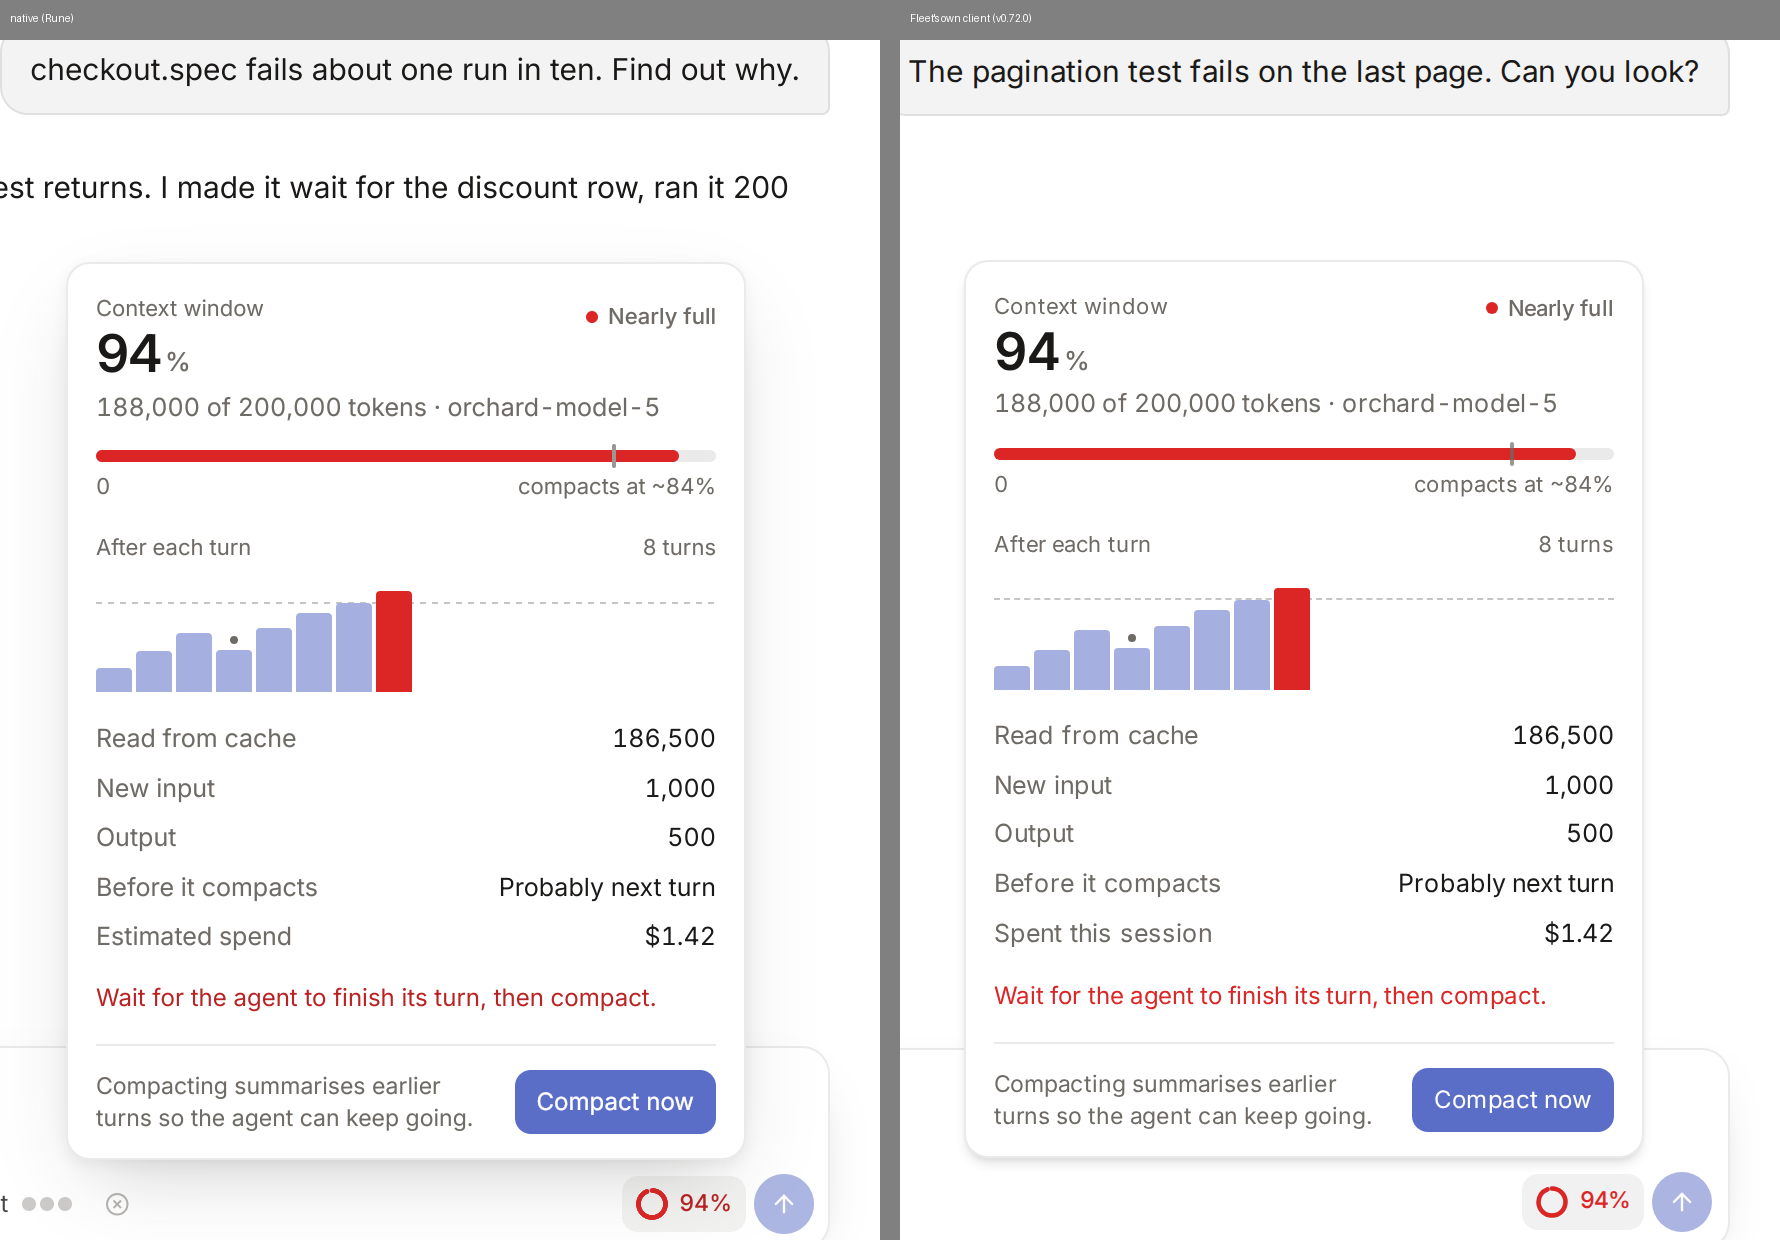 native (Rune)
checkout.spec fails about one run in ten. Find out why.
est returns. I made it wait for the discount row, ran it 200
Context window
Nearly full
94 %
188,000 of 200,000 tokens · orchard-model-5
0
compacts at ~84%
After each turn
8 turns
Read from cache
186,500
New input
1,000
Output
500
Before it compacts
Probably next turn
Estimated spend
$1.42
Wait for the agent to finish its turn, then compact.
Compacting summarises earlier
turns so the agent can keep going.
Compact now
t
94%
Fleet's own client (v0.72.0)
The pagination test fails on the last page. Can you look?
Context window
Nearly full
94 %
188,000 of 200,000 tokens · orchard-model-5
0
compacts at ~84%
After each turn
8 turns
Read from cache
186,500
New input
1,000
Output
500
Before it compacts
Probably next turn
Spent this session
$1.42
Wait for the agent to finish its turn, then compact.
Compacting summarises earlier
turns so the agent can keep going.
Compact now
94%